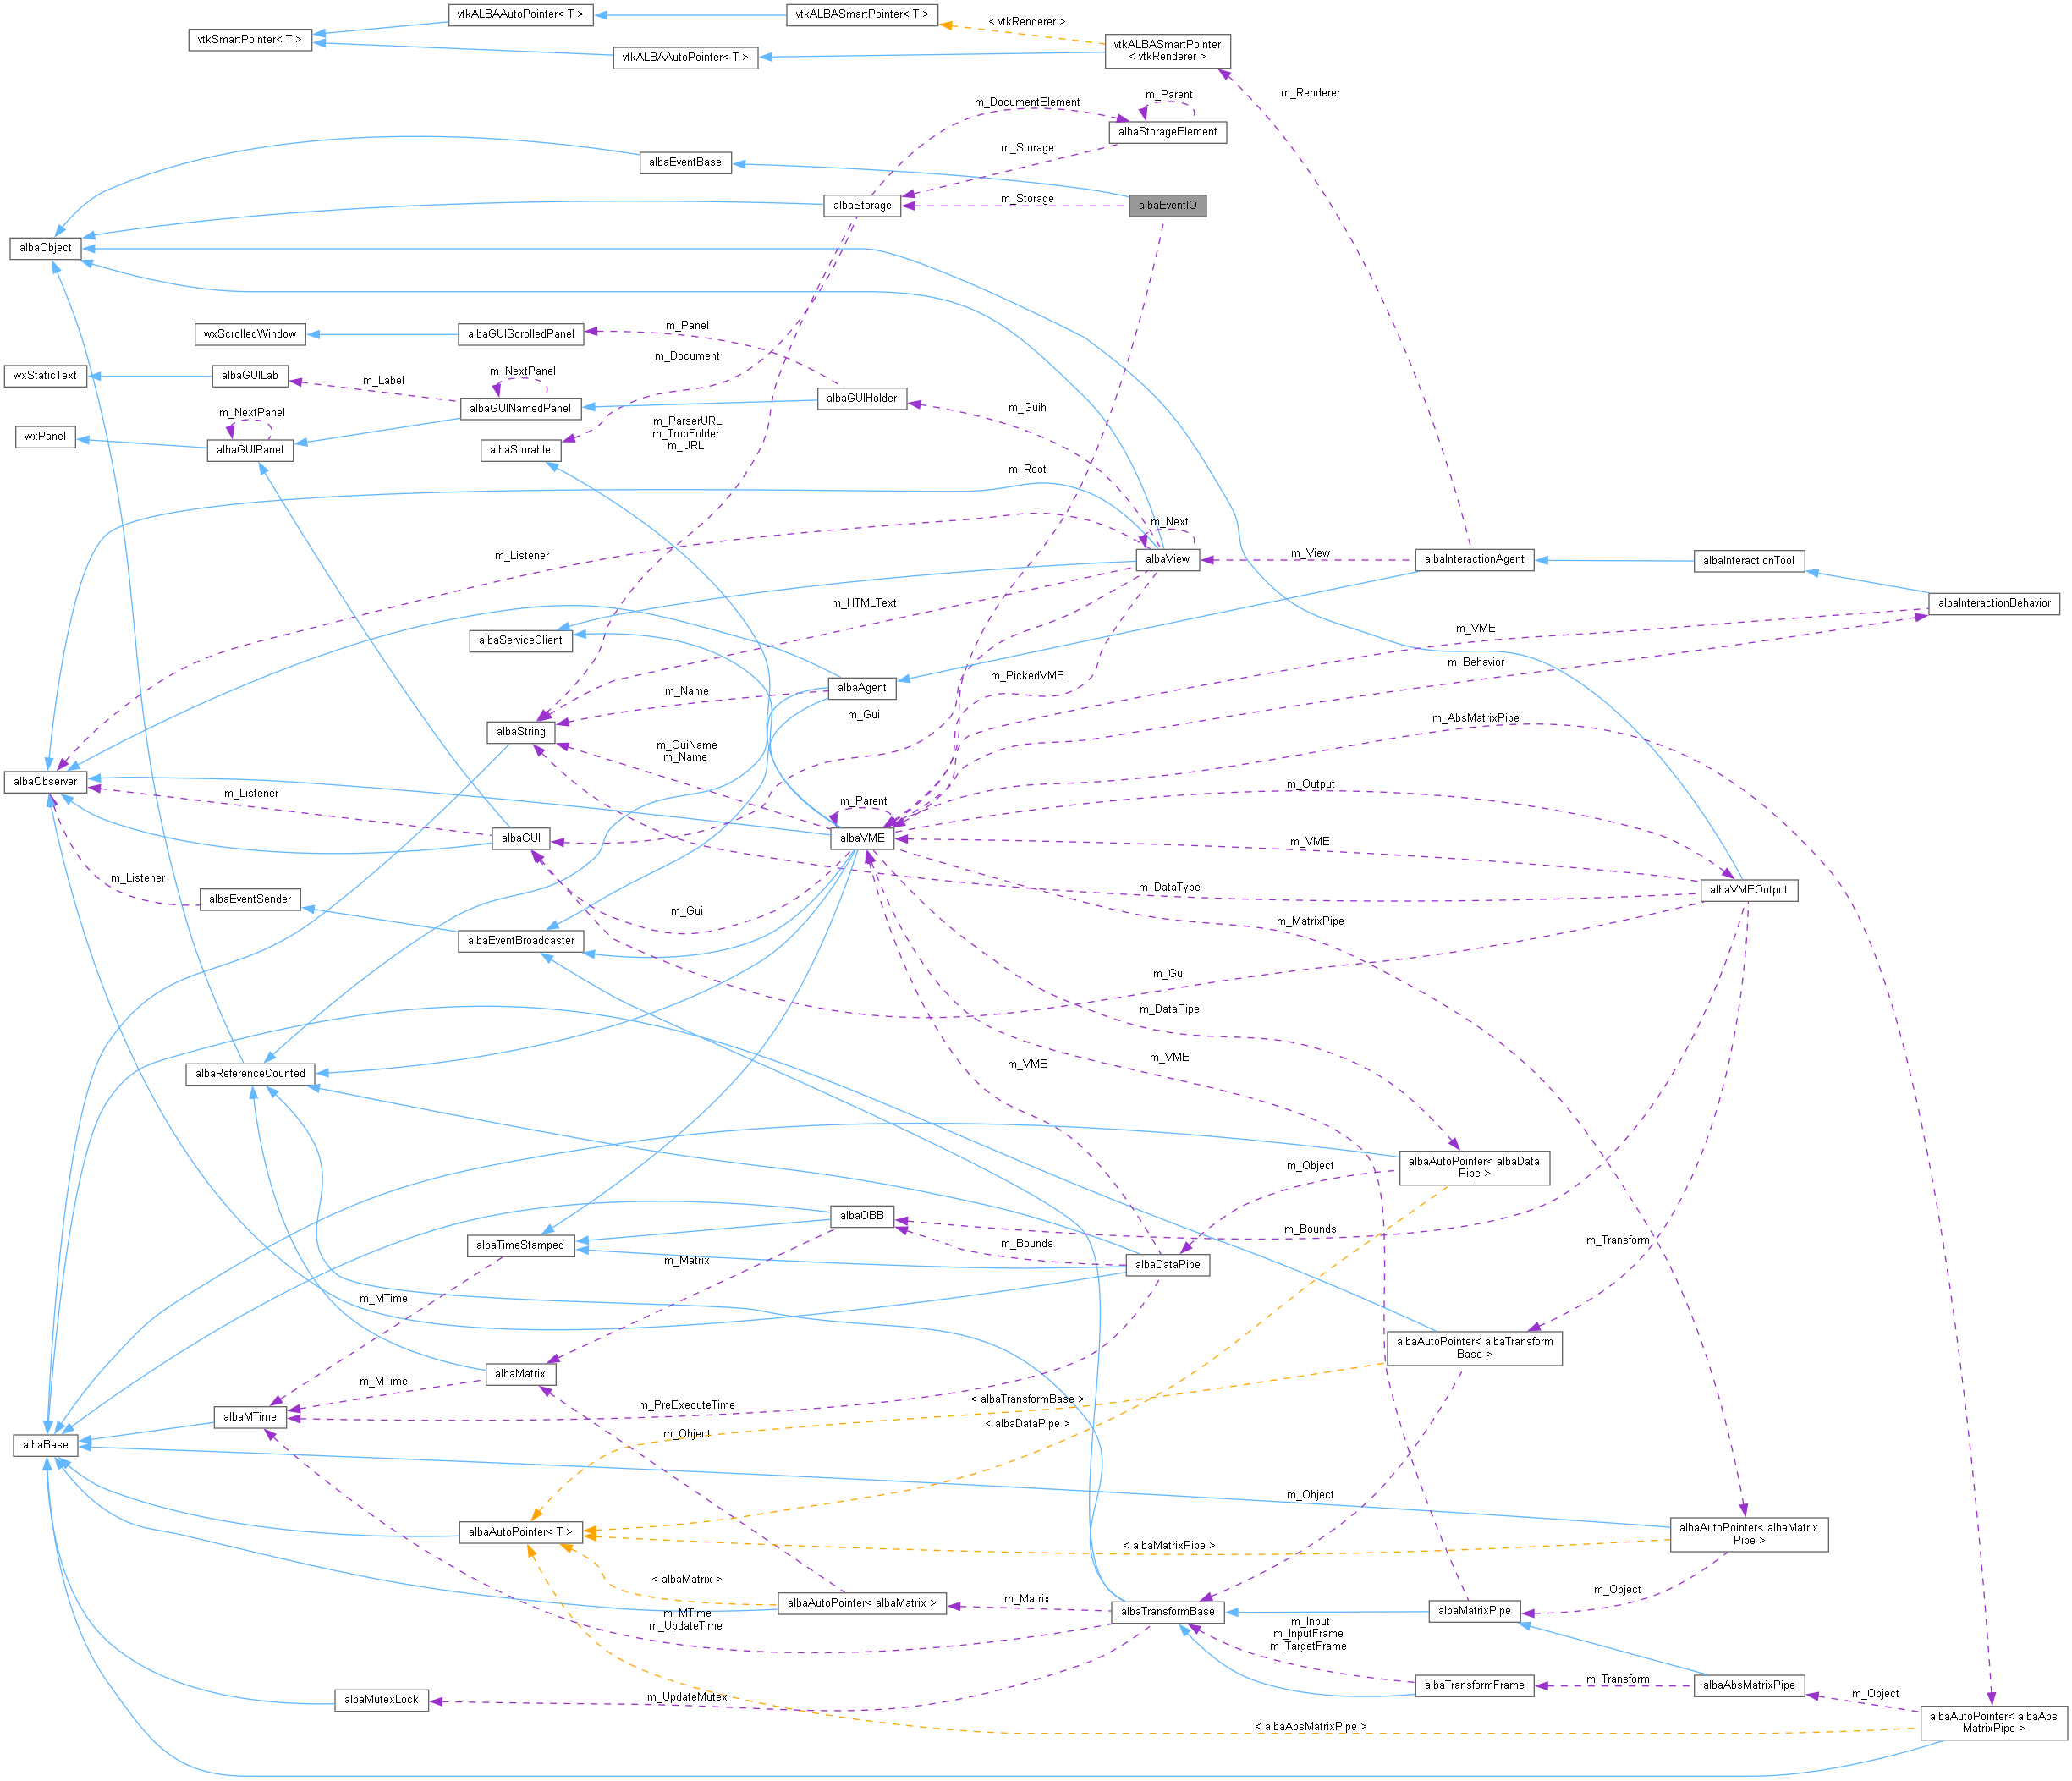 vtkALBAAutoPointer< T >
vtkALBASmartPointer< T >
< vtkRenderer >
vtkSmartPointer< T >
vtkALBAAutoPointer< T >
vtkALBASmartPointer
< vtkRenderer >
m_Renderer
m_Parent
m_DocumentElement
albaStorageElement
m_Storage
albaEventBase
m_Storage
albaStorage
albaEventIO
albaObject
m_Panel
wxScrolledWindow
albaGUIScrolledPanel
m_Document
wxStaticText
albaGUILab
m_Label
m_NextPanel
albaGUIHolder
m_Guih
albaGUINamedPanel
m_NextPanel
wxPanel
albaGUIPanel
albaStorable
m_ParserURL
m_TmpFolder
m_URL
m_Root
m_Next
m_Listener
albaView
m_View
albaInteractionAgent
albaInteractionTool
m_HTMLText
albaInteractionBehavior
albaServiceClient
m_VME
m_Behavior
m_PickedVME
albaAgent
m_Name
m_Gui
m_AbsMatrixPipe
albaString
m_GuiName
m_Name
albaObserver
m_Listener
m_Parent
m_Output
albaGUI
albaVME
m_VME
m_Listener
m_DataType
albaVMEOutput
albaEventSender
m_Gui
m_MatrixPipe
albaEventBroadcaster
m_Gui
m_DataPipe
m_VME
m_VME
albaReferenceCounted
albaAutoPointer< albaData
Pipe >
m_Object
albaOBB
m_Bounds
albaTimeStamped
m_Bounds
m_Transform
m_Matrix
albaDataPipe
m_MTime
albaAutoPointer< albaTransform
Base >
albaMatrix
m_MTime
m_PreExecuteTime
< albaTransformBase >
albaMTime
< albaDataPipe >
m_Object
albaBase
m_Object
albaAutoPointer< T >
albaAutoPointer< albaMatrix
Pipe >
< albaMatrixPipe >
< albaMatrix >
m_Object
albaAutoPointer< albaMatrix >
m_Matrix
albaTransformBase
albaMatrixPipe
m_MTime
m_UpdateTime
m_Input
m_InputFrame
m_TargetFrame
m_Transform
albaTransformFrame
albaAbsMatrixPipe
m_Object
albaMutexLock
m_UpdateMutex
albaAutoPointer< albaAbs
MatrixPipe >
< albaAbsMatrixPipe >